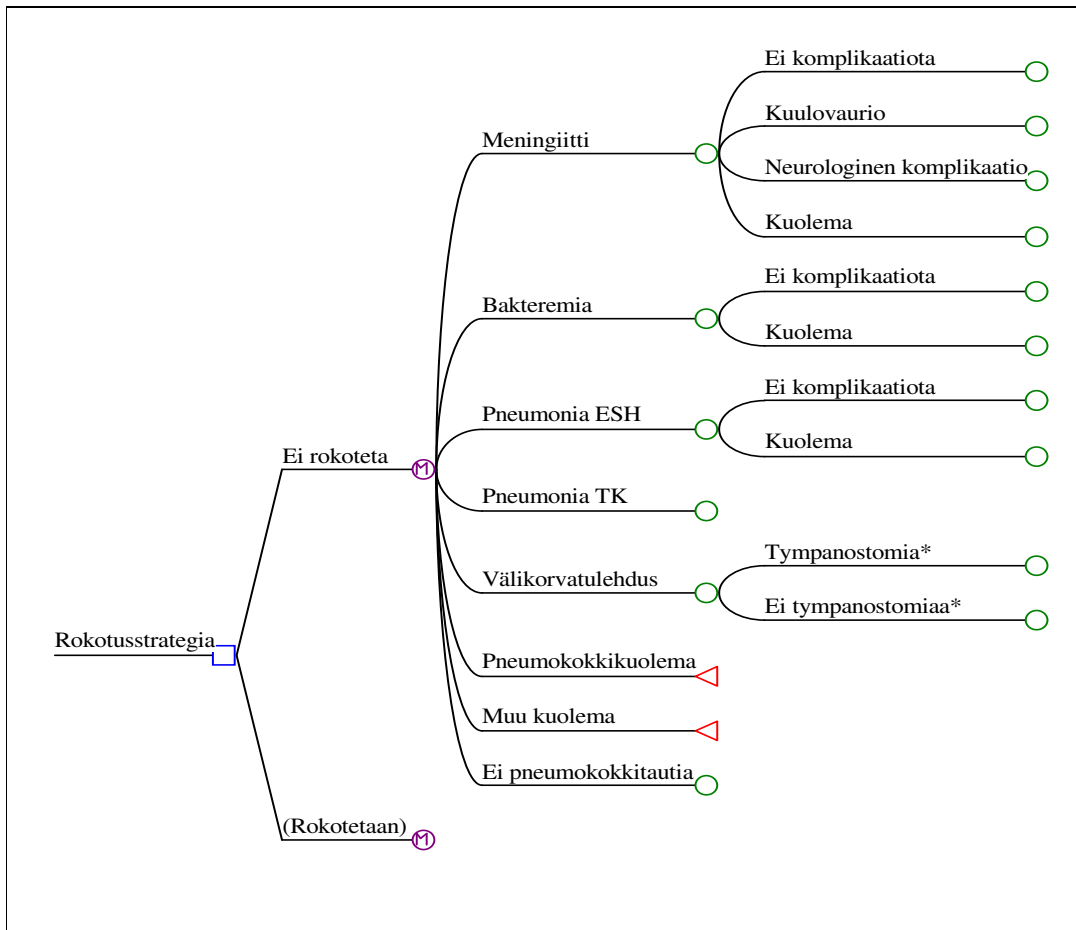 Ei komplikaatiota
Kuulovaurio
Meningiitti
Neurologinen komplikaatio
Kuolema
Ei komplikaatiota
Bakteremia
Kuolema
Ei komplikaatiota
Pneumonia ESH
Kuolema
Ei rokoteta
M
Pneumonia TK
Tympanostomia*
Välikorvatulehdus
Ei tympanostomiaa*
Rokotusstrategia
Pneumokokkikuolema
Muu kuolema
Ei pneumokokkitautia
(Rokotetaan)
M